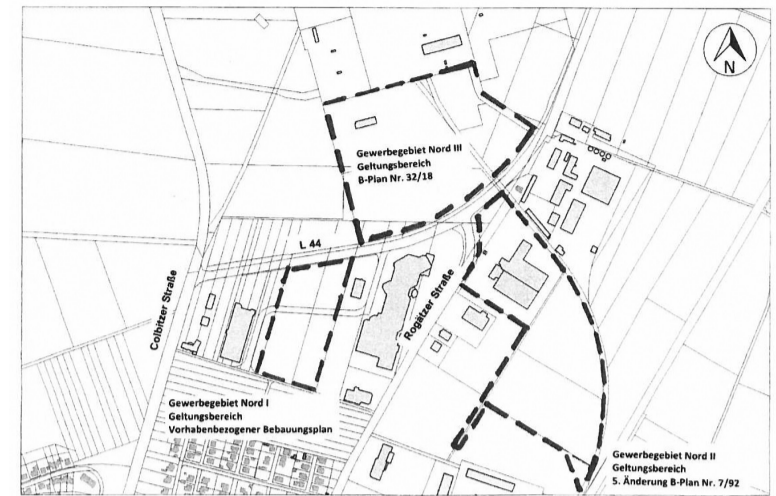 N
Gewerbegebiet Nord III
Geltungsbereich
B-Plan Nr. 32/18
L 44
Colbitzer Straße
Rogätzer Straße
Gewerbegebiet Nord I
Geltungsbereich
Vorhabenbezogener Bebauungsplan
Gewerbegebiet Nord II
Geltungsbereich
5. Änderung B-Plan Nr. 7/92